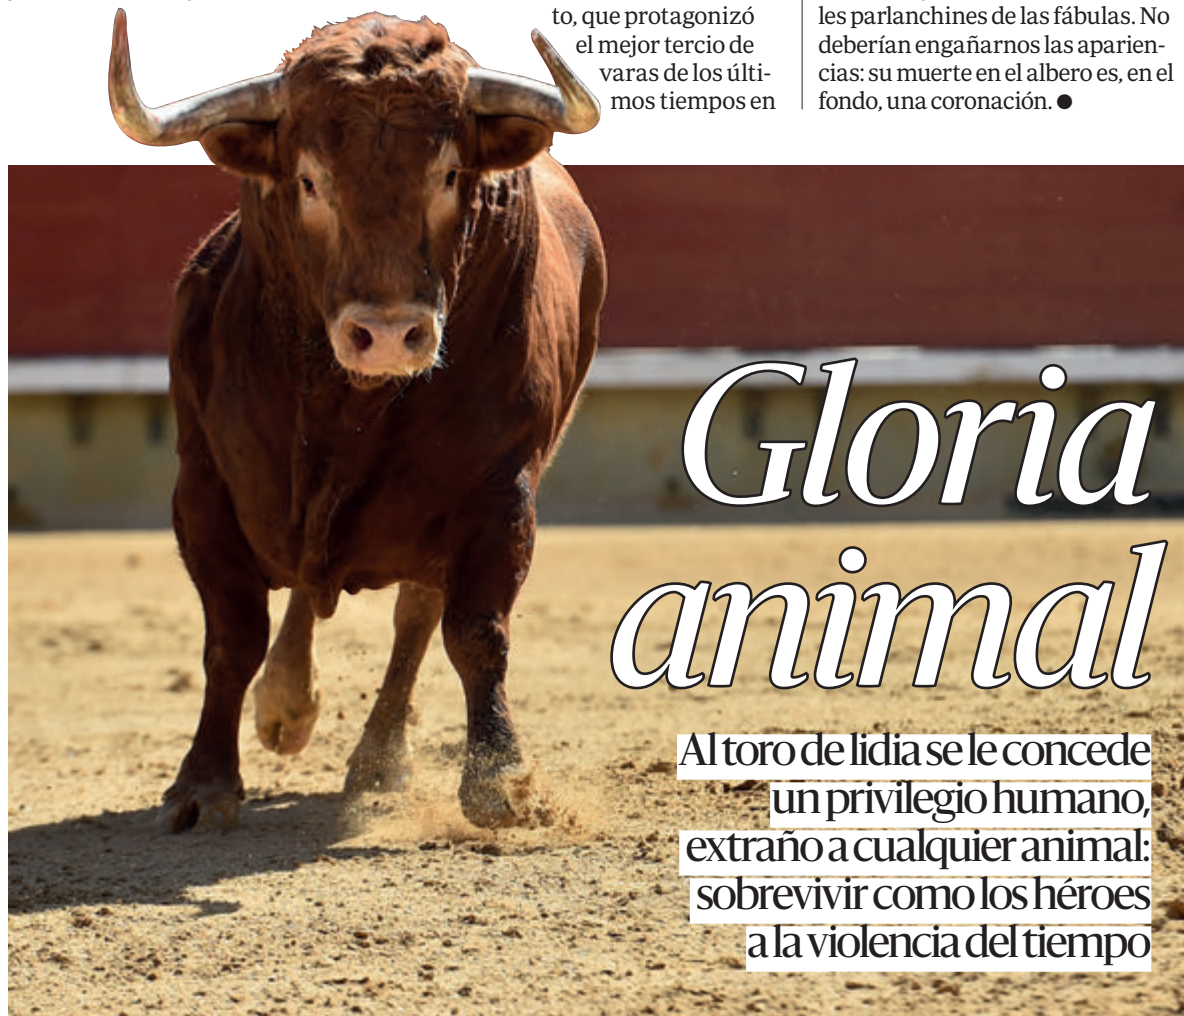 to, que protagonizó
el mejor tercio de
varas de los últi-
mos tiempos en
les parlanchines de las fábulas. No
deberían engañarnos las aparien-
cias: su muerte en el albero es, en el
fondo, una coronación. ●
Gloria
animal
Al toro de lidia se le concede
un privilegio humano,
extraño a cualquier animal:
sobrevivir como los héroes
a la violencia del tiempo